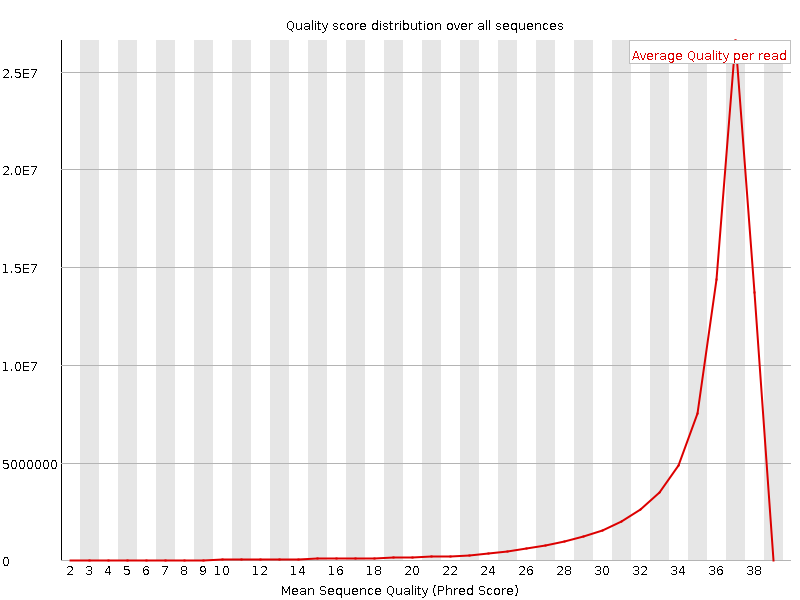 Quality score distribution over all sequences
Average Quality per read
2.5E7
2.0E7
1.5E7
1.0E7
5000000
0
2 3 4 5 6 7 8 9 10 12 14 16 18 20 22 24 26 28 30 32 34 36 38
Mean Sequence Quality (Phred Score)